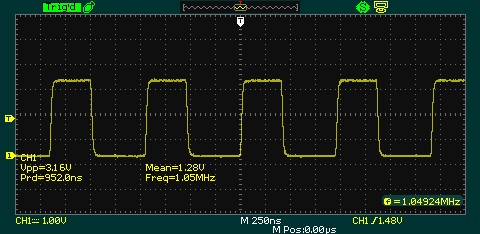 Trig'd
T
T
1
CH1
Vpp=3.16V Mean=1.28V
Prd=952.0ns Freq=1.05MHz
F =1.04924MHz
CH1 1.00V M 250ns CH1 1.48V
M Pos:0.00µs